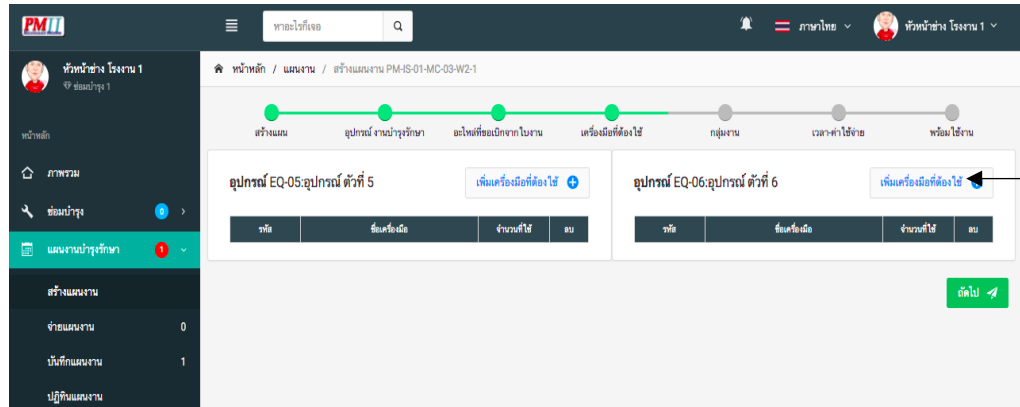 PMII
หาอะไรก็เจอ
ภาษาไทย
หัวหน้าช่าง โรงงาน 1
หัวหน้าช่าง โรงงาน 1
ซ่อมบำรุง 1
หน้าหลัก / แผนงาน / สร้างแผนงาน PM-IS-01-MC-03-W2-1
สร้างแผน
อุปกรณ์ งานบำรุงรักษา
อะไหล่ที่ขอเบิกจากใบงาน
เครื่องมือที่ต้องใช้
กลุ่มงาน
เวลา-ค่าใช้จ่าย
พร้อมใช้งาน
หน้าหลัก
ภาพรวม
ซ่อมบำรุง 0
แผนงานบำรุงรักษา 1
สร้างแผนงาน
จ่ายแผนงาน 0
บันทึกแผนงาน 1
ปฏิทินแผนงาน
อุปกรณ์ EQ-05:อุปกรณ์ ตัวที่ 5
เพิ่มเครื่องมือที่ต้องใช้
รหัส ชื่อเครื่องมือ จำนวนที่ใช้ ลบ
อุปกรณ์ EQ-06:อุปกรณ์ ตัวที่ 6
เพิ่มเครื่องมือที่ต้องใช้
รหัส ชื่อเครื่องมือ จำนวนที่ใช้ ลบ
ถัดไป